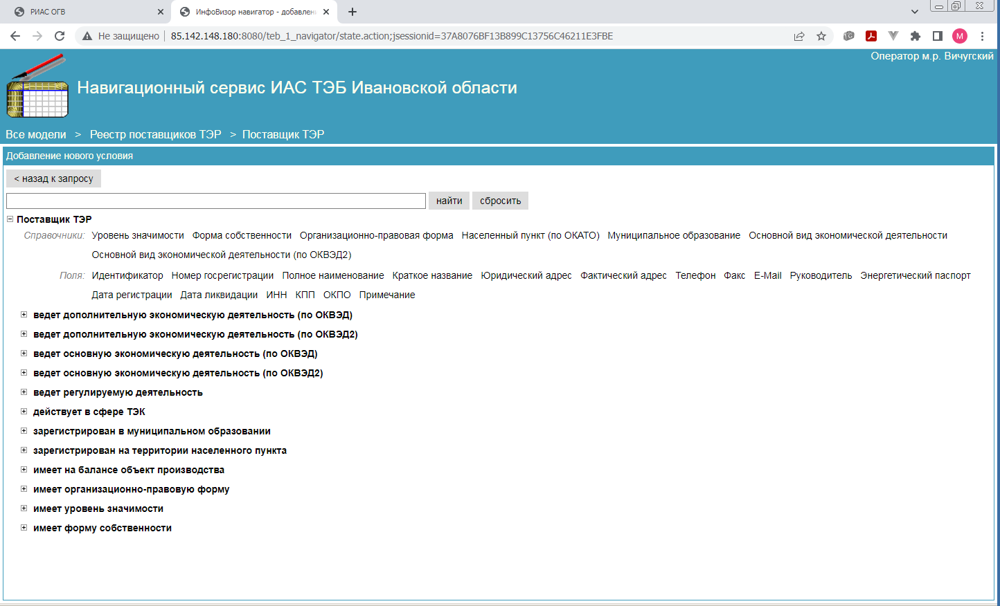 РИАС ОГВ
ИнфоВизор навигатор - добавлени
Не защищено
85.142.148.180:8080/teb_1_navigator/state.action;jsessionid=37A8076BF13B899C13756C46211E3FBE
M
Оператор м.р. Вичугский
Навигационный сервис ИАС ТЭБ Ивановской области
Все модели > Реестр поставщиков ТЭР > Поставщик ТЭР
Добавление нового условия
< назад к запросу
найти сбросить
Поставщик ТЭР
Справочники: Уровень значимости Форма собственности Организационно-правовая форма Населенный пункт (по ОКАТО) Муниципальное образование Основной вид экономической деятельности
Основной вид экономической деятельности (по ОКВЭД2)
Поля: Идентификатор Номер госрегистрации Полное наименование Краткое название Юридический адрес Фактический адрес Телефон Факс E-Mail Руководитель Энергетический паспорт
Дата регистрации Дата ликвидации ИНН КПП ОКПО Примечание
ведет дополнительную экономическую деятельность (по ОКВЭД)
ведет дополнительную экономическую деятельность (по ОКВЭД2)
ведет основную экономическую деятельность (по ОКВЭД)
ведет основную экономическую деятельность (по ОКВЭД2)
ведет регулируемую деятельность
действует в сфере ТЭК
зарегистрирован в муниципальном образовании
зарегистрирован на территории населенного пункта
имеет на балансе объект производства
имеет организационно-правовую форму
имеет уровень значимости
имеет форму собственности